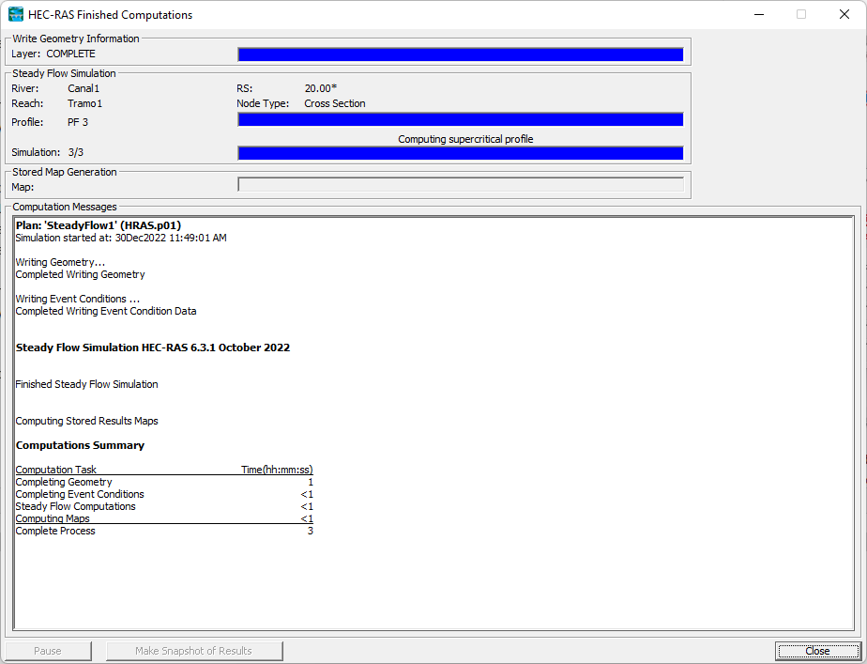 HEC-RAS Finished Computations
Write Geometry Information
Layer: COMPLETE
Steady Flow Simulation
River: Canal1 RS: 20.00*
Reach: Tramo1 Node Type: Cross Section
Profile: PF 3
Computing supercritical profile
Simulation: 3/3
Stored Map Generation
Map:
Computation Messages
Plan: 'SteadyFlow1' (HRAS.p01)
Simulation started at: 30Dec2022 11:49:01 AM
Writing Geometry...
Completed Writing Geometry
Writing Event Conditions ...
Completed Writing Event Condition Data
Steady Flow Simulation HEC-RAS 6.3.1 October 2022
Finished Steady Flow Simulation
Computing Stored Results Maps
Computations Summary
Computation Task Time(hh:mm:ss)
Completing Geometry 1
Completing Event Conditions <1
Steady Flow Computations <1
Computing Maps <1
Complete Process 3
Pause Make Snapshot of Results Close